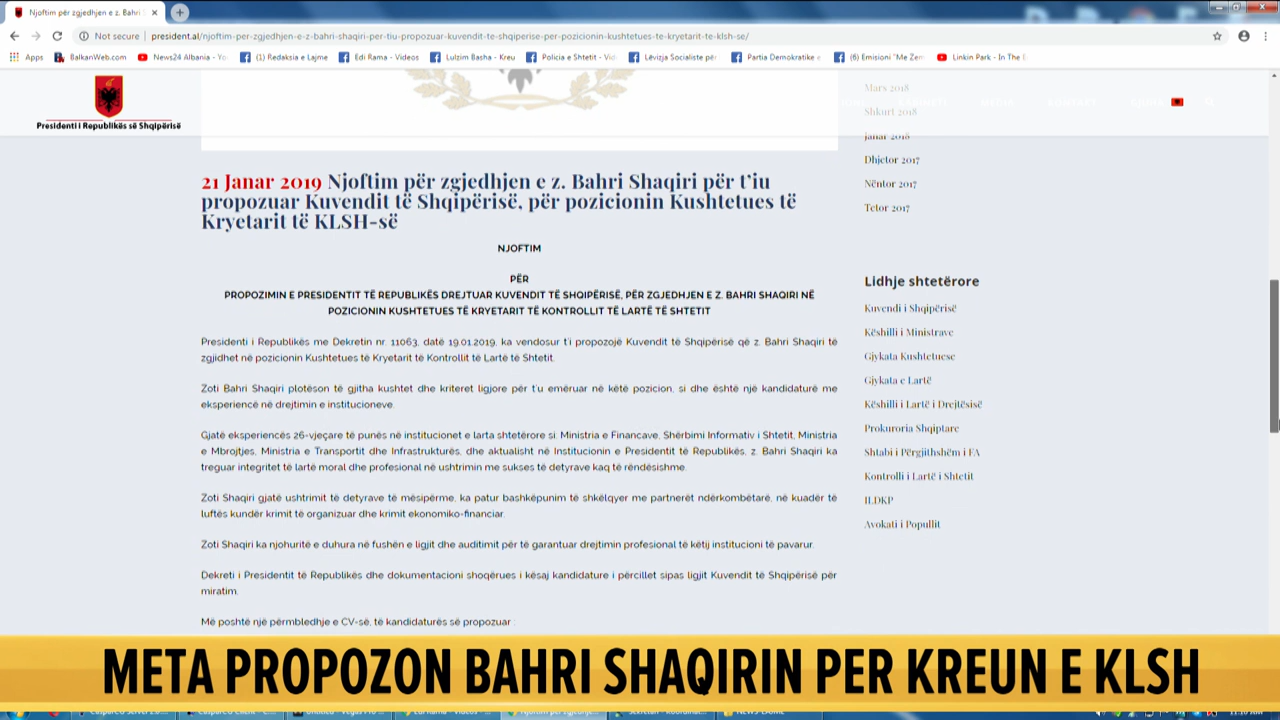 Njoftim për zgjedhjen e z. Bahri S
Not secure | president.al/njoftim-per-zgjedhjen-e-z-bahri-shaqiri-per-tiu-propozuar-kuvendit-te-shqiperise-per-pozicionin-kushtetues-te-kryetarit-te-klsh-se/
Apps BalkanWeb.com News24 Albania - Yo (1) Redaksia e Lajme Edi Rama - Videos Lulzim Basha - Kreu Policia e Shtetit - Vid Lëvizja Socialiste për Partia Demokratike e (6) Emisioni "Me Zem Linkin Park - In The E
Presidenti i Republikës së Shqipërisë
Mars 2018
Shkurt 2018
Janar 2018
Dhjetor 2017
Nëntor 2017
Tetor 2017
21 Janar 2019 Njoftim për zgjedhjen e z. Bahri Shaqiri për t'iu
propozuar Kuvendit të Shqipërisë, për pozicionin Kushtetues të
Kryetarit të KLSH-së
NJOFTIM
PËR
PROPOZIMIN E PRESIDENTIT TË REPUBLIKËS DREJTUAR KUVENDIT TË SHQIPËRISË, PËR ZGJEDHJEN E Z. BAHRI SHAQIRI NË
POZICIONIN KUSHTETUES TË KRYETARIT TË KONTROLLIT TË LARTË TË SHTETIT
Presidenti i Republikës me Dekretin nr. 11063, datë 19.01.2019, ka vendosur t'i propozojë Kuvendit të Shqipërisë që z. Bahri Shaqiri të
zgjidhet në pozicionin Kushtetues të Kryetarit të Kontrollit të Lartë të Shtetit.
Zoti Bahri Shaqiri plotëson të gjitha kushtet dhe kriteret ligjore për t'u emëruar në këtë pozicion, si dhe është një kandidaturë me
eksperiencë në drejtimin e institucioneve.
Gjatë eksperiencës 26-vjeçare të punës në institucionet e larta shtetërore si: Ministria e Financave, Shërbimi Informativ i Shtetit, Ministria
e Mbrojtjes, Ministria e Transportit dhe Infrastrukturës, dhe aktualisht në Institucionin e Presidentit të Republikës, z. Bahri Shaqiri ka
treguar integritet të lartë moral dhe profesional në ushtrimin me sukses të detyrave kaq të rëndësishme.
Zoti Shaqiri gjatë ushtrimit të detyrave të mësipërme, ka patur bashkëpunim të shkëlqyer me partnerët ndërkombëtarë, në kuadër të
luftës kundër krimit të organizuar dhe krimit ekonomiko-financiar.
Zoti Shaqiri ka njohuritë e duhura në fushën e ligjit dhe auditimit për të garantuar drejtimin profesional të këtij institucioni të pavarur.
Dekreti i Presidentit të Republikës dhe dokumentacioni shoqërues i kësaj kandidature i përcillet sipas ligjit Kuvendit të Shqipërisë për
miratim.
Më poshtë një përmbledhje e CV-së, të kandidaturës së propozuar :
Lidhje shtetërore
Kuvendi i Shqipërisë
Këshilli i Ministrave
Gjykata Kushtetuese
Gjykata e Lartë
Këshilli i Lartë i Drejtësisë
Prokuroria Shqiptare
Shtabi i Përgjithshëm i FA
Kontrolli i Lartë i Shtetit
ILDKP
Avokati i Popullit
META PROPOZON BAHRI SHAQIRIN PER KREUN E KLSH